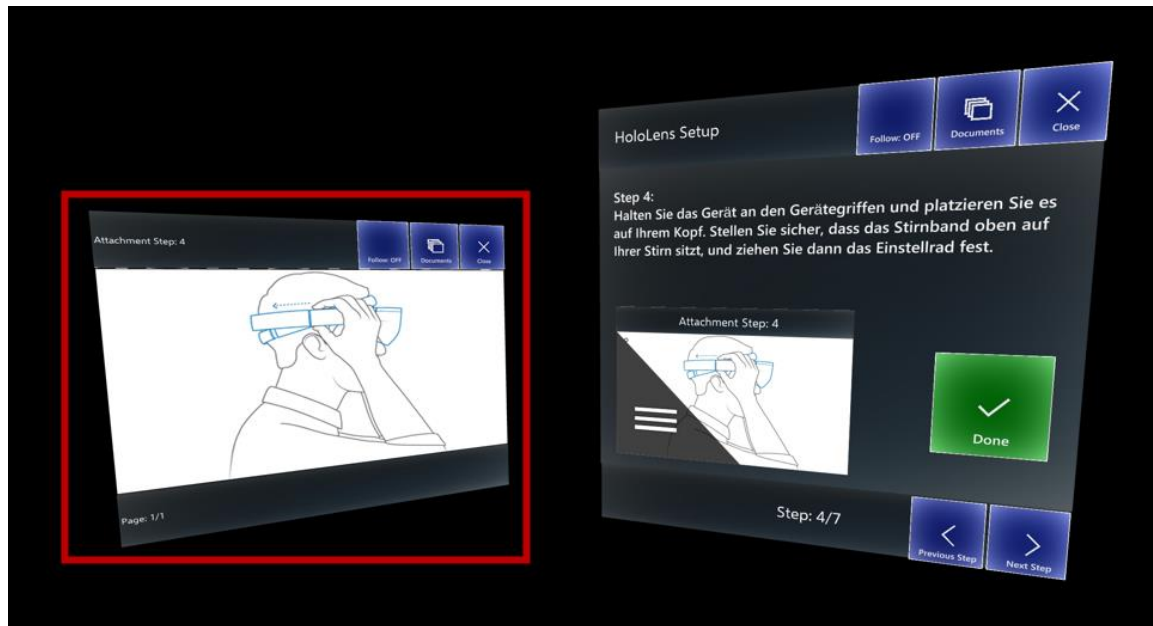 Attachment Step: 4
Follow: OFF
Documents
Close
Page: 1/1
HoloLens Setup
Follow: OFF
Documents
Close
Step 4:
Halten Sie das Gerät an den Gerätegriffen und platzieren Sie es
auf Ihrem Kopf. Stellen Sie sicher, dass das Stirnband oben auf
Ihrer Stirn sitzt, und ziehen Sie dann das Einstellrad fest.
Attachment Step: 4
Done
Step: 4/7
Previous Step
Next Step